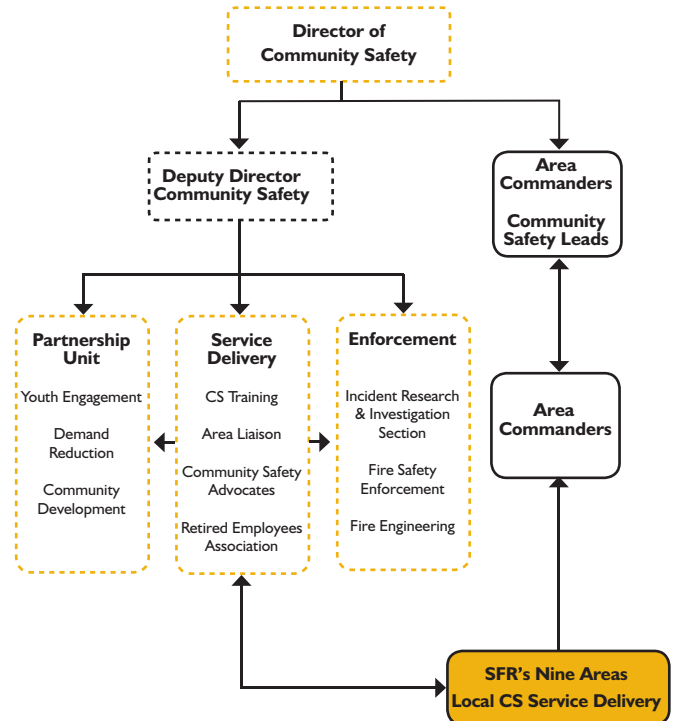 Director of
Community Safety
Deputy Director
Community Safety
Area
Commanders
Community
Safety Leads
Partnership
Unit
Youth Engagement
Demand
Reduction
Community
Development
Service
Delivery
CS Training
Area Liaison
Community Safety
Advocates
Retired Employees
Association
Enforcement
Incident Research
& Investigation
Section
Fire Safety
Enforcement
Fire Engineering
Area
Commanders
SFR's Nine Areas
Local CS Service Delivery